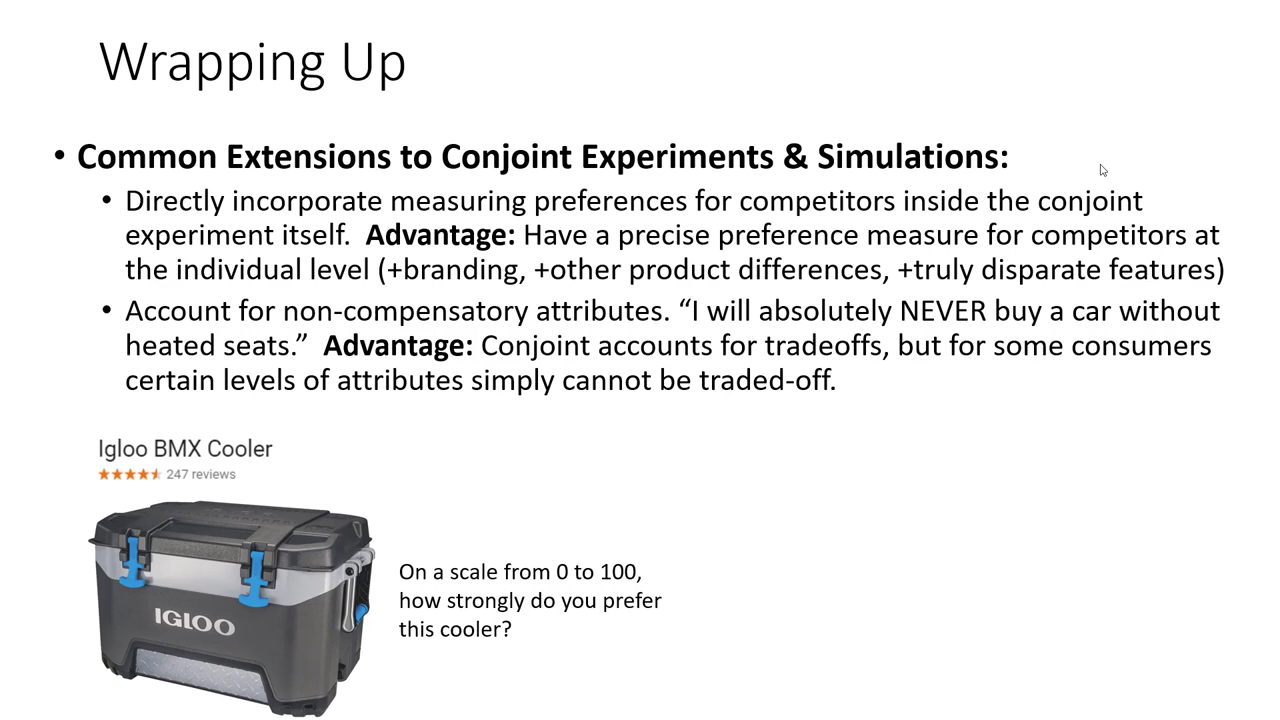 Wrapping Up
• Common Extensions to Conjoint Experiments & Simulations:
• Directly incorporate measuring preferences for competitors inside the conjoint
experiment itself.  Advantage: Have a precise preference measure for competitors at
the individual level (+branding, +other product differences, +truly disparate features)
• Account for non-compensatory attributes. “I will absolutely NEVER buy a car without
heated seats.”  Advantage: Conjoint accounts for tradeoffs, but for some consumers
certain levels of attributes simply cannot be traded-off.
Igloo BMX Cooler
247 reviews
IGLOO
On a scale from 0 to 100,
how strongly do you prefer
this cooler?